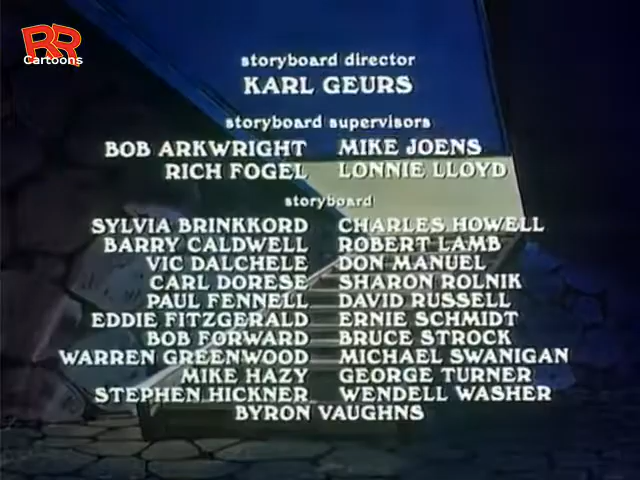 RR
Cartoons
storyboard director
KARL GEURS
storyboard supervisors
BOB ARKWRIGHT MIKE JOENS
RICH FOGEL LONNIE LLOYD
storyboard
SYLVIA BRINKKORD CHARLES HOWELL
BARRY CALDWELL ROBERT LAMB
VIC DALCHELE DON MANUEL
CARL DORESE SHARON ROLNIK
PAUL FENNELL DAVID RUSSELL
EDDIE FITZGERALD ERNIE SCHMIDT
BOB FORWARD BRUCE STROCK
WARREN GREENWOOD MICHAEL SWANIGAN
MIKE HAZY GEORGE TURNER
STEPHEN HICKNER WENDELL WASHER
BYRON VAUGHNS